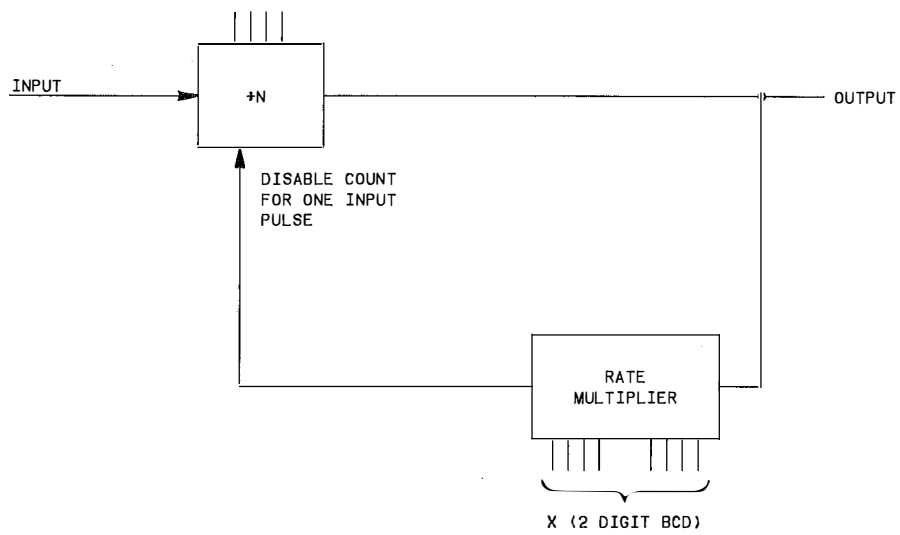 INPUT
÷N
OUTPUT
DISABLE COUNT
FOR ONE INPUT
PULSE
RATE
MULTIPLIER
X (2 DIGIT BCD)